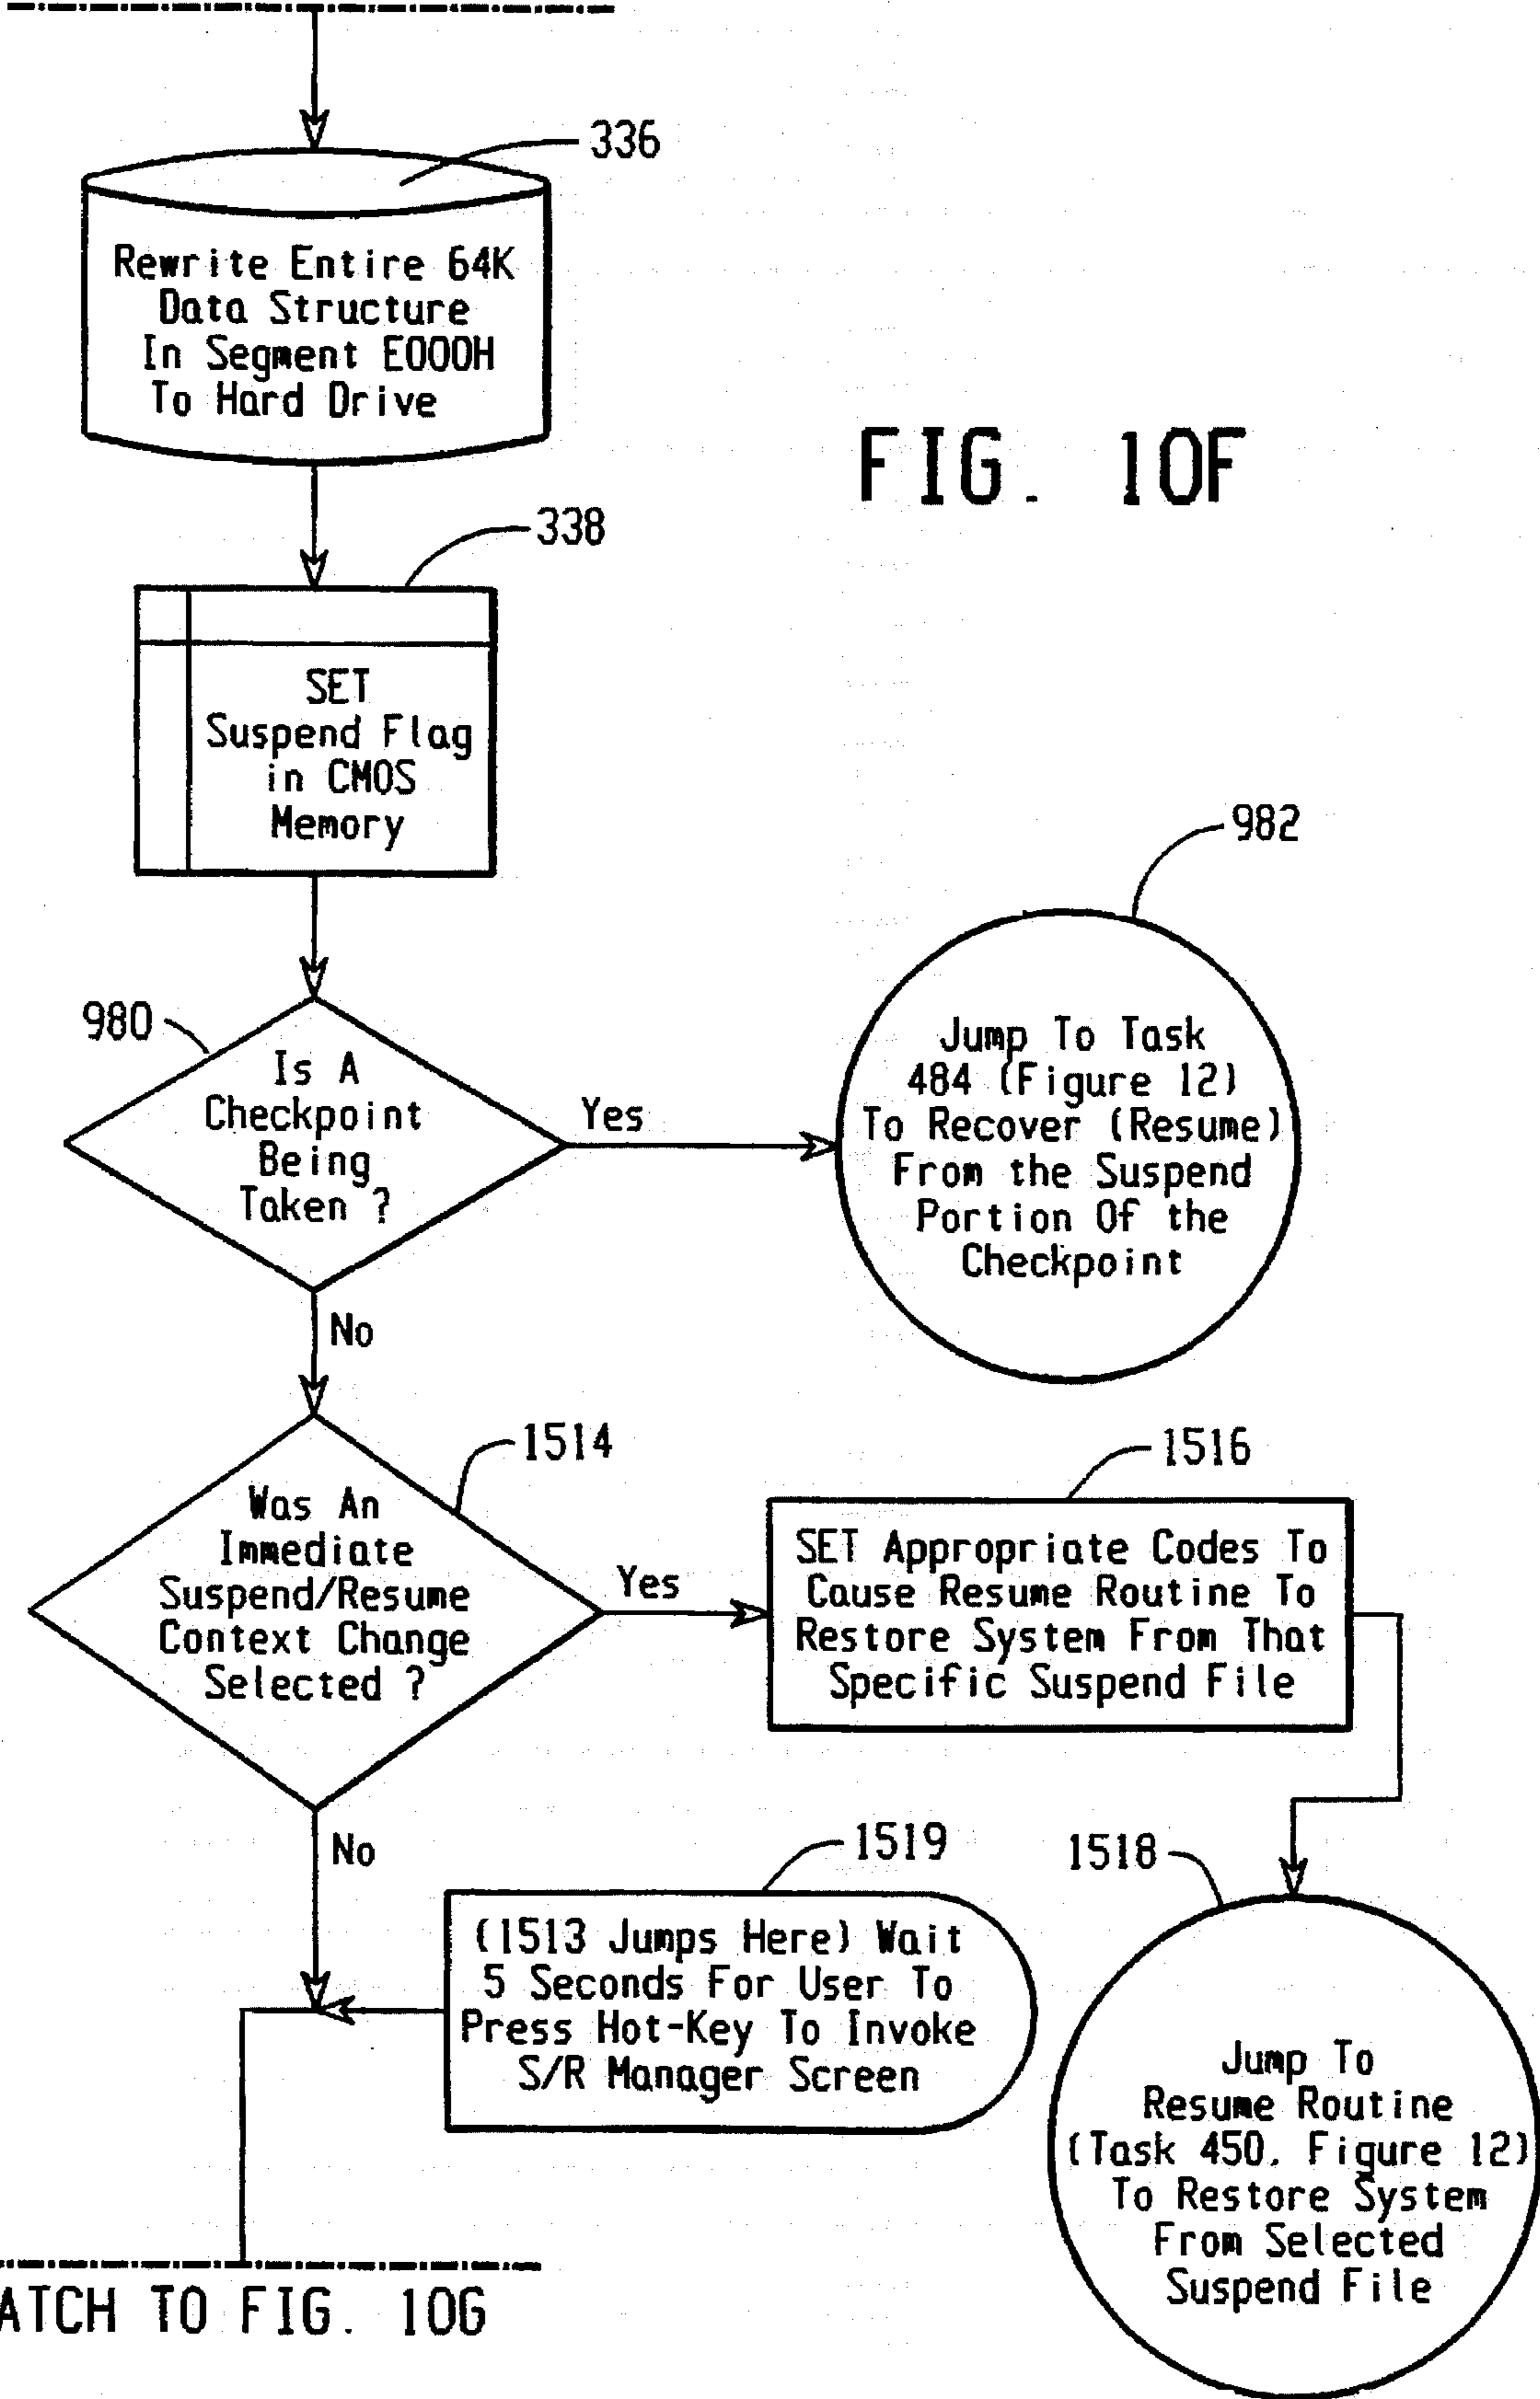 336
Rewrite Entire 64K
Data Structure
In Segment E000H
To Hard Drive
FIG. 10F
338
SET
Suspend Flag
in CMOS
Memory
982
980
Is A
Checkpoint
Being
Taken ?
Yes
Jump To Task
484 (Figure 12)
To Recover (Resume)
From the Suspend
Portion Of the
Checkpoint
No
1514
Was An
Immediate
Suspend/Resume
Context Change
Selected ?
Yes
1516
SET Appropriate Codes To
Cause Resume Routine To
Restore System From That
Specific Suspend File
No
1519
(1513 Jumps Here) Wait
5 Seconds For User To
Press Hot-Key To Invoke
S/R Manager Screen
1518
Jump To
Resume Routine
(Task 450, Figure 12)
To Restore System
From Selected
Suspend File
ATCH TO FIG. 10G